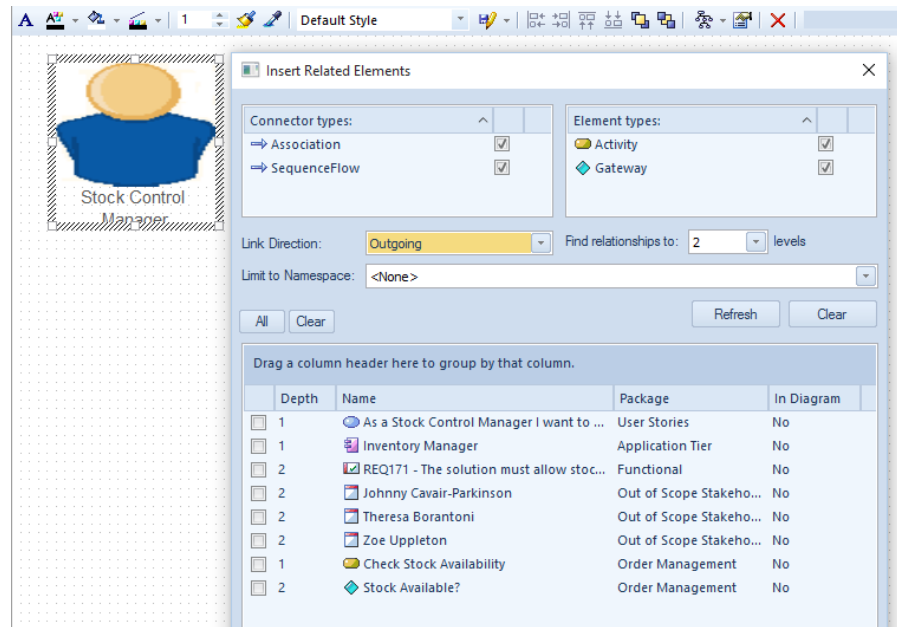 A A 1 Default Style
Stock Control
Manager
Insert Related Elements
Connector types:
Association
SequenceFlow
Element types:
Activity
Gateway
Link Direction: Outgoing Find relationships to: 2 levels
Limit to Namespace: <None>
All Clear Refresh Clear
Drag a column header here to group by that column.
Depth Name Package In Diagram
1 As a Stock Control Manager I want to ... User Stories No
1 Inventory Manager Application Tier No
2 REQ171 - The solution must allow stoc... Functional No
2 Johnny Cavair-Parkinson Out of Scope Stakeho... No
2 Theresa Borantoni Out of Scope Stakeho... No
2 Zoe Uppleton Out of Scope Stakeho... No
1 Check Stock Availability Order Management No
2 Stock Available? Order Management No